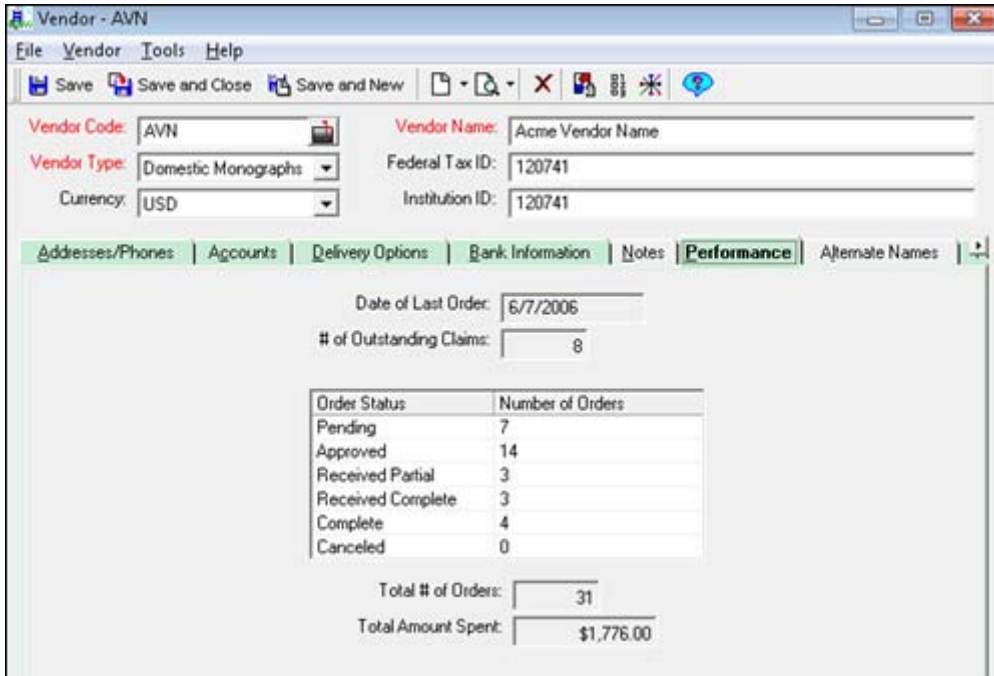 Vendor - AVN
File Vendor Tools Help
Save Save and Close Save and New
Vendor Code: AVN Vendor Name: Acme Vendor Name
Vendor Type: Domestic Monographs Federal Tax ID: 120741
Currency: USD Institution ID: 120741
Addresses/Phones Accounts Delivery Options Bank Information Notes Performance Alternate Names
Date of Last Order: 6/7/2006
# of Outstanding Claims: 8
Order Status Number of Orders
Pending 7
Approved 14
Received Partial 3
Received Complete 3
Complete 4
Canceled 0
Total # of Orders: 31
Total Amount Spent: $1,776.00